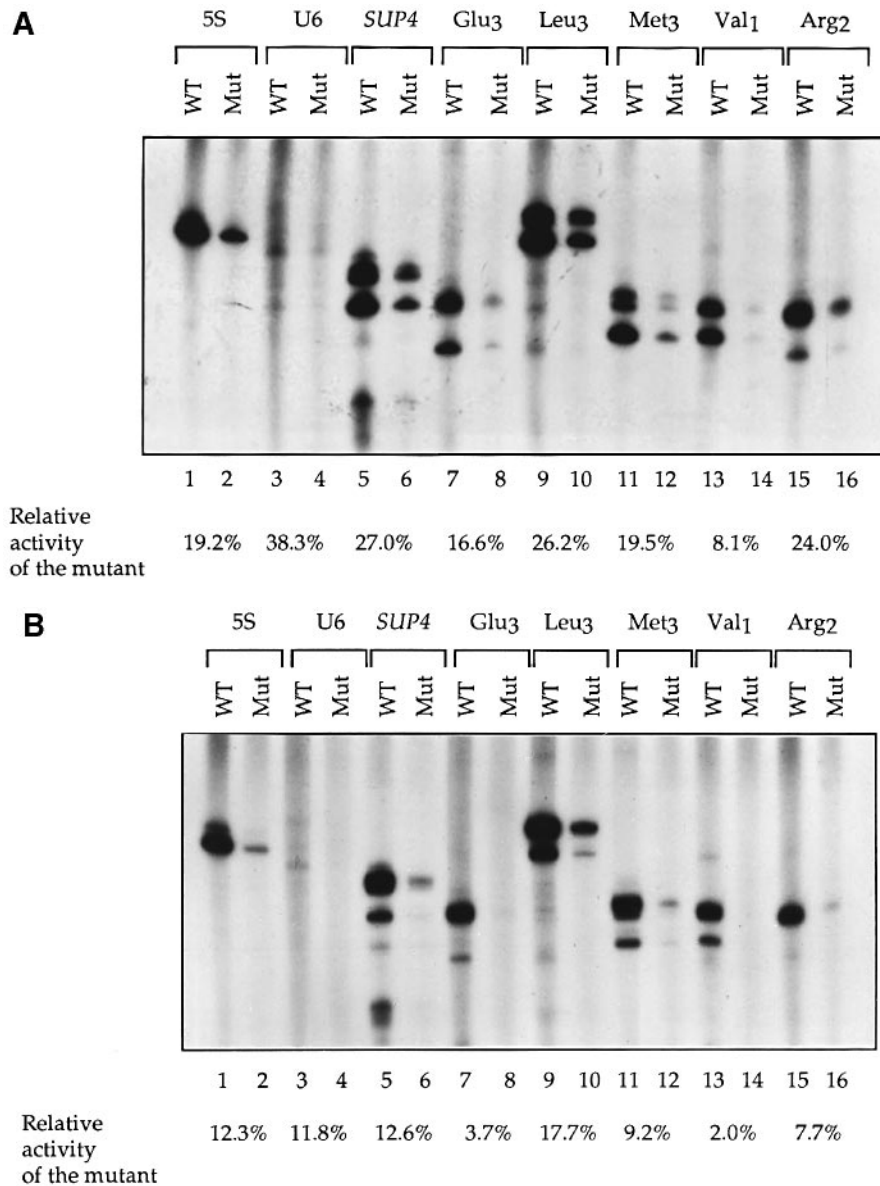 A
5S U6 SUP4 Glu3 Leu3 Met3 Val1 Arg2
WT Mut WT Mut WT Mut WT Mut WT Mut WT Mut WT Mut WT Mut
1 2 3 4 5 6 7 8 9 10 11 12 13 14 15 16
Relative
activity
of the mutant
19.2% 38.3% 27.0% 16.6% 26.2% 19.5% 8.1% 24.0%
B
5S U6 SUP4 Glu3 Leu3 Met3 Val1 Arg2
WT Mut WT Mut WT Mut WT Mut WT Mut WT Mut WT Mut WT Mut
1 2 3 4 5 6 7 8 9 10 11 12 13 14 15 16
Relative
activity
of the mutant
12.3% 11.8% 12.6% 3.7% 17.7% 9.2% 2.0% 7.7%